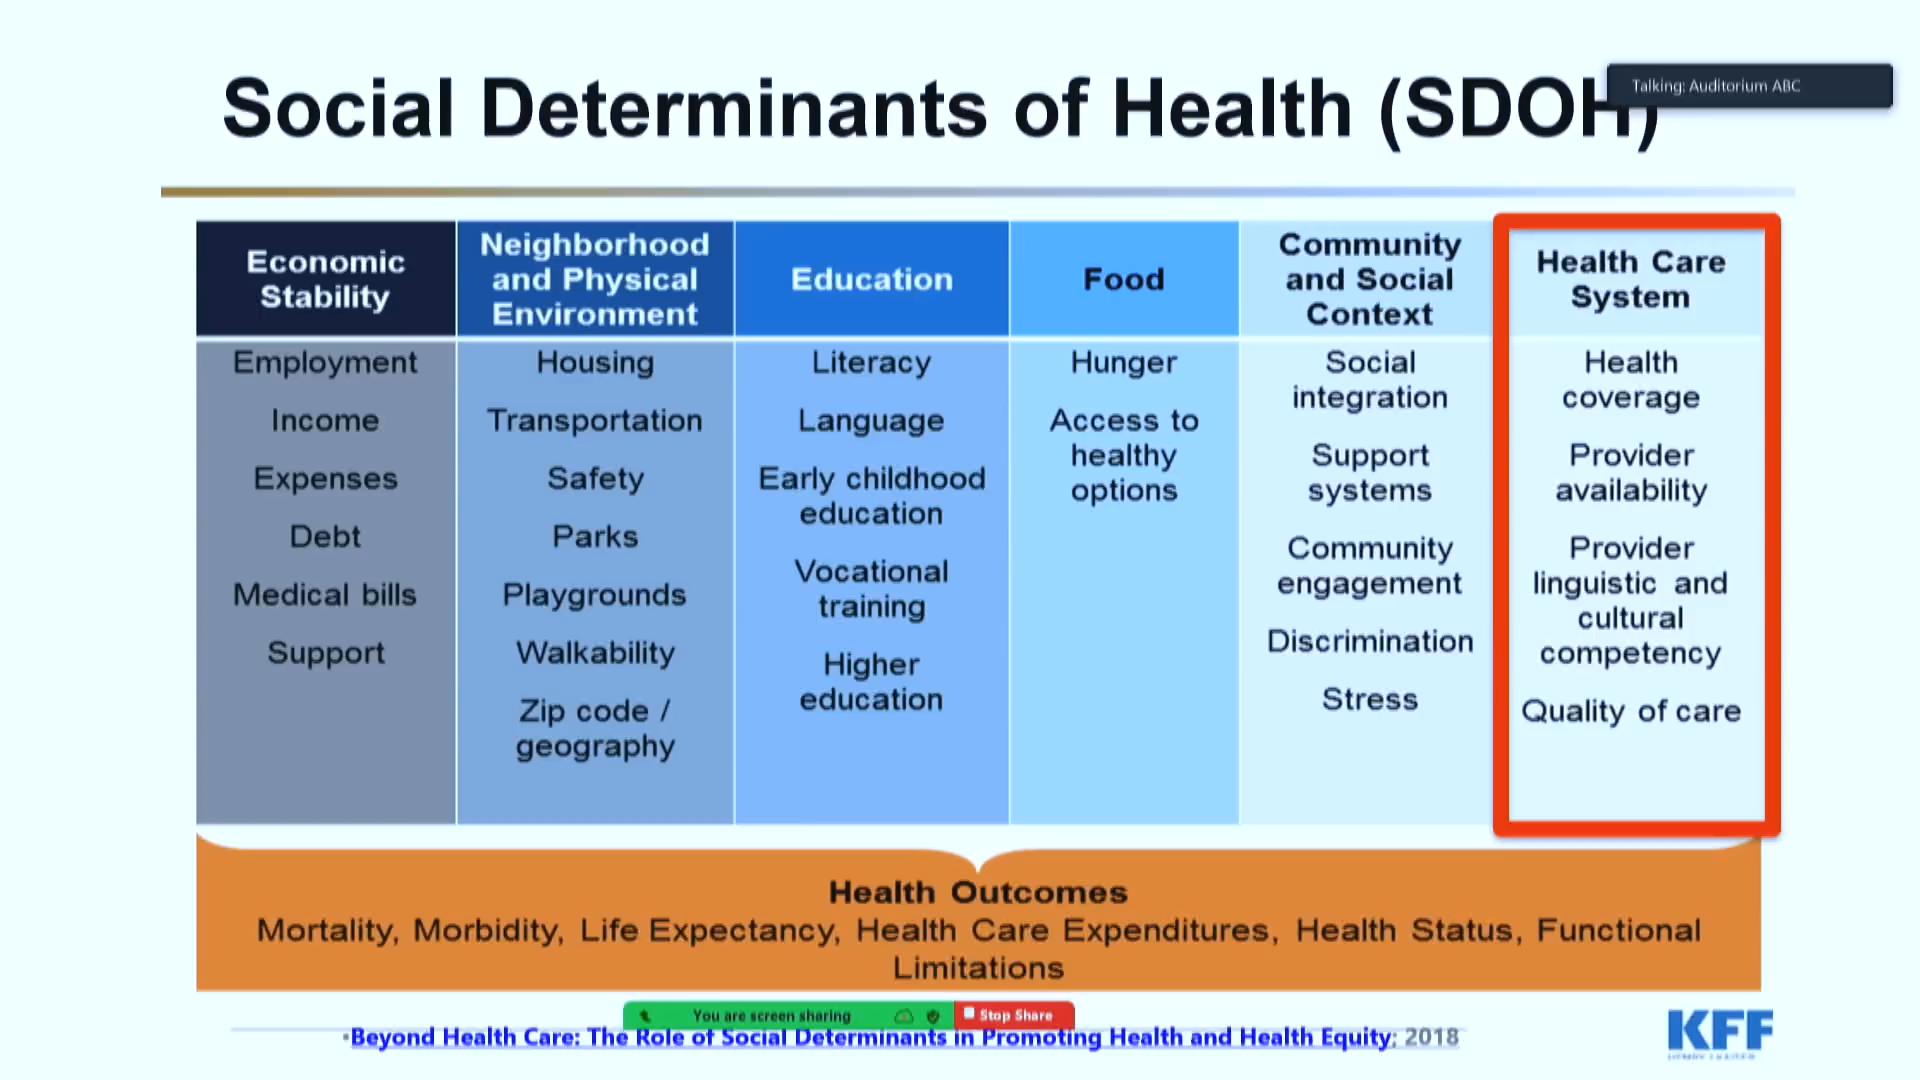 Social Determinants of Health (SDOH)
Talking: Auditorium ABC
Economic
Stability
Employment
Income
Expenses
Debt
Medical bills
Support
Neighborhood
and Physical
Environment
Housing
Transportation
Safety
Parks
Playgrounds
Walkability
Zip code /
geography
Education
Literacy
Language
Early childhood
education
Vocational
training
Higher
education
Food
Hunger
Access to
healthy
options
Community
and Social
Context
Social
integration
Support
systems
Community
engagement
Discrimination
Stress
Health Care
System
Health
coverage
Provider
availability
Provider
linguistic and
cultural
competency
Quality of care
Health Outcomes
Mortality, Morbidity, Life Expectancy, Health Care Expenditures, Health Status, Functional
Limitations
You are screen sharing
Stop Share
•Beyond Health Care: The Role of Social Determinants in Promoting Health and Health Equity; 2018
KFF